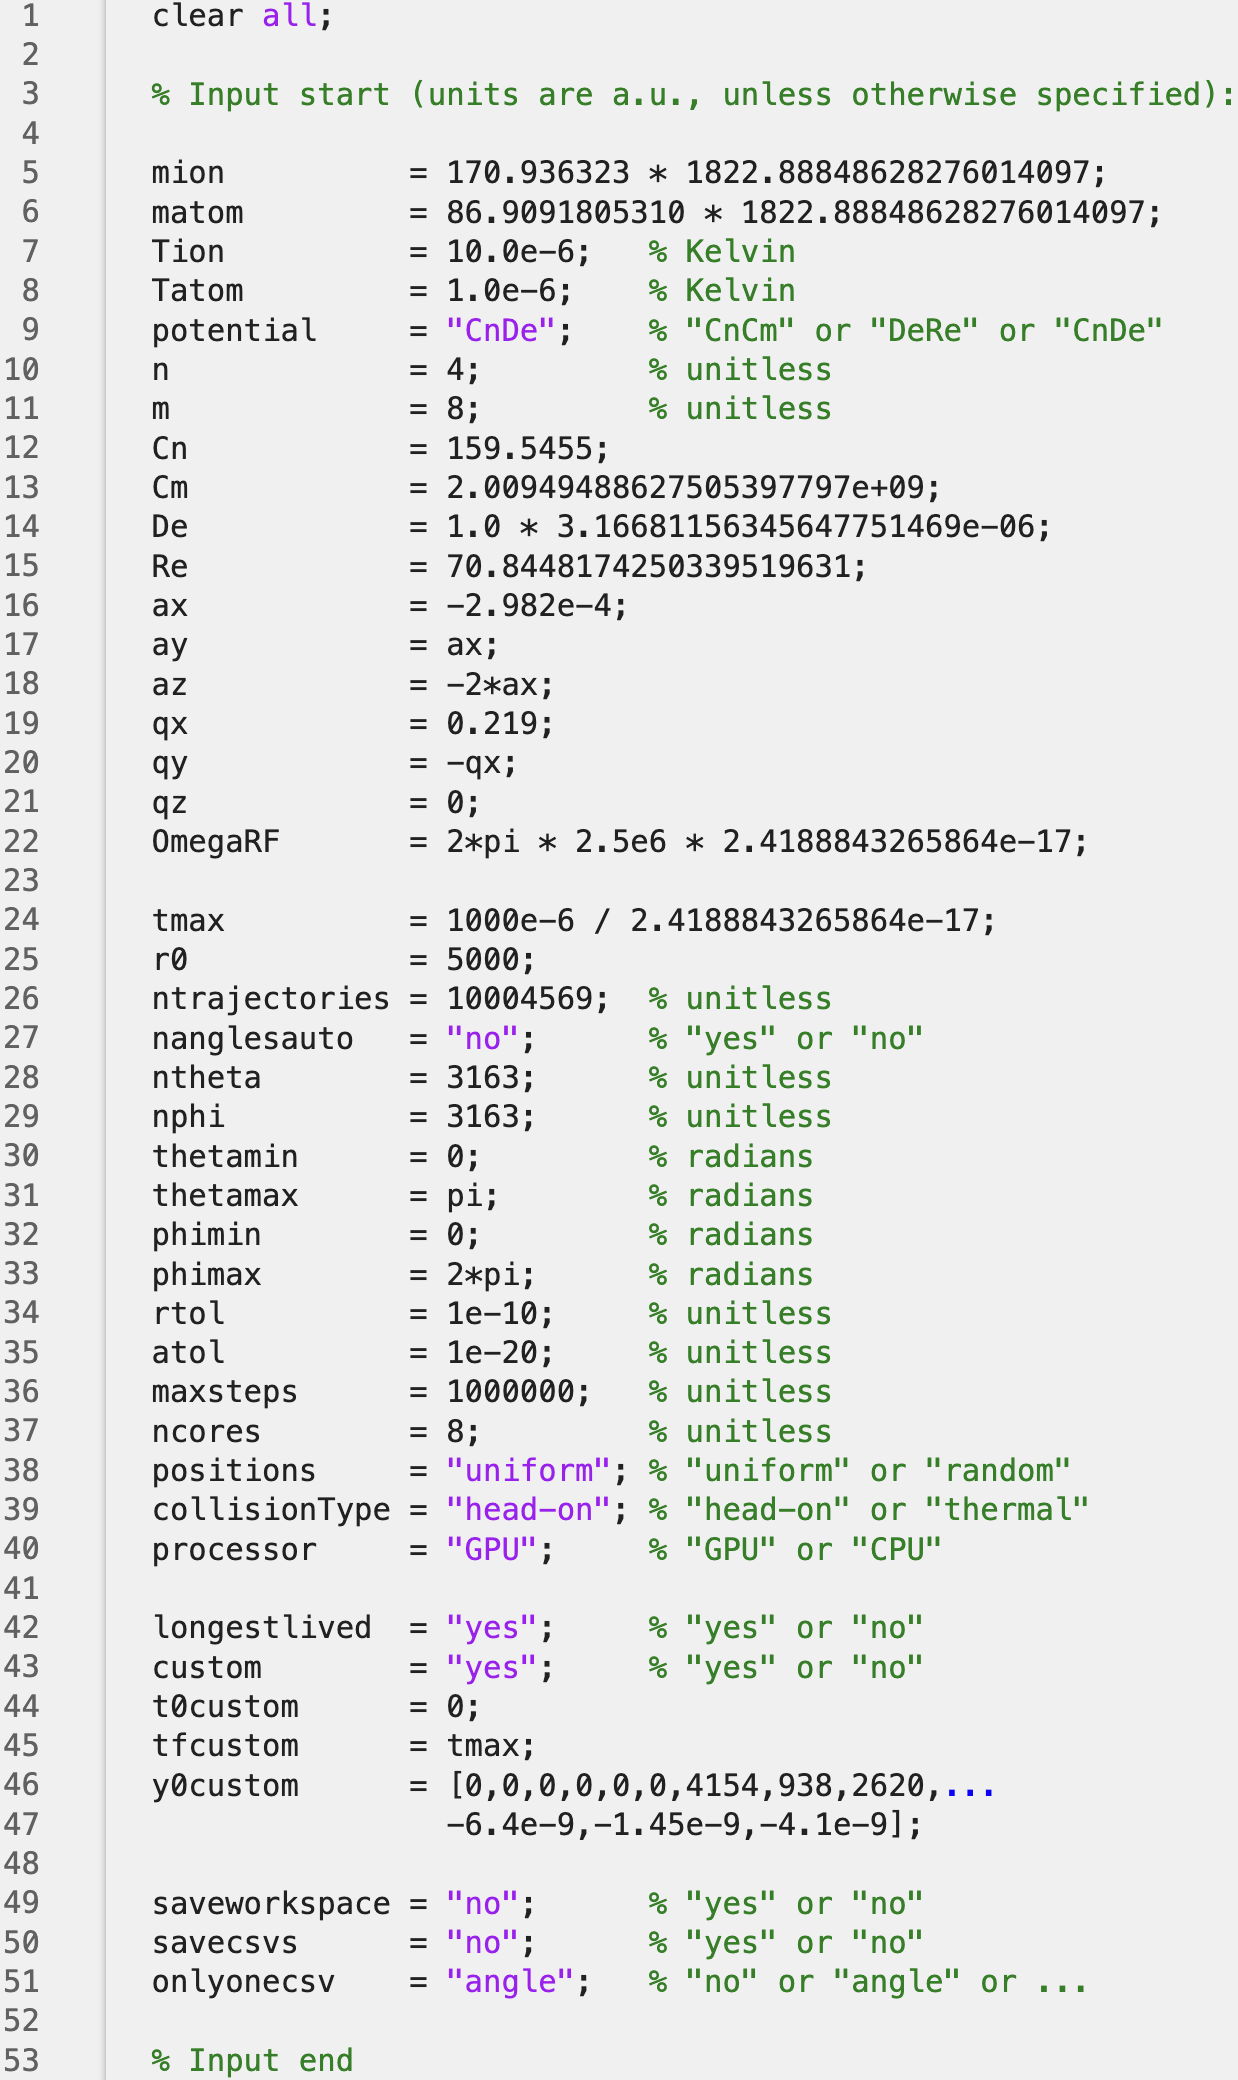 1 clear all;
2
3 % Input start (units are a.u., unless otherwise specified):
4
5 mion = 170.936323 * 1822.88848628276014097;
6 matom = 86.9091805310 * 1822.88848628276014097;
7 Tion = 10.0e-6; % Kelvin
8 Tatom = 1.0e-6; % Kelvin
9 potential = "CnDe"; % "CnCm" or "DeRe" or "CnDe"
10 n = 4; % unitless
11 m = 8; % unitless
12 Cn = 159.5455;
13 Cm = 2.00949488627505397797e+09;
14 De = 1.0 * 3.16681156345647751469e-06;
15 Re = 70.8448174250339519631;
16 ax = -2.982e-4;
17 ay = ax;
18 az = -2*ax;
19 qx = 0.219;
20 qy = -qx;
21 qz = 0;
22 OmegaRF = 2*pi * 2.5e6 * 2.4188843265864e-17;
23
24 tmax = 1000e-6 / 2.4188843265864e-17;
25 r0 = 5000;
26 ntrajectories = 10004569; % unitless
27 nanglesauto = "no"; % "yes" or "no"
28 ntheta = 3163; % unitless
29 nphi = 3163; % unitless
30 thetamin = 0; % radians
31 thetamax = pi; % radians
32 phimin = 0; % radians
33 phimax = 2*pi; % radians
34 rtol = 1e-10; % unitless
35 atol = 1e-20; % unitless
36 maxsteps = 1000000; % unitless
37 ncores = 8; % unitless
38 positions = "uniform"; % "uniform" or "random"
39 collisionType = "head-on"; % "head-on" or "thermal"
40 processor = "GPU"; % "GPU" or "CPU"
41
42 longestlived = "yes"; % "yes" or "no"
43 custom = "yes"; % "yes" or "no"
44 t0custom = 0;
45 tfcustom = tmax;
46 y0custom = [0,0,0,0,0,0,4154,938,2620,...
47 -6.4e-9,-1.45e-9,-4.1e-9];
48
49 saveworkspace = "no"; % "yes" or "no"
50 savecsvs = "no"; % "yes" or "no"
51 onlyonecsv = "angle"; % "no" or "angle" or ...
52
53 % Input end